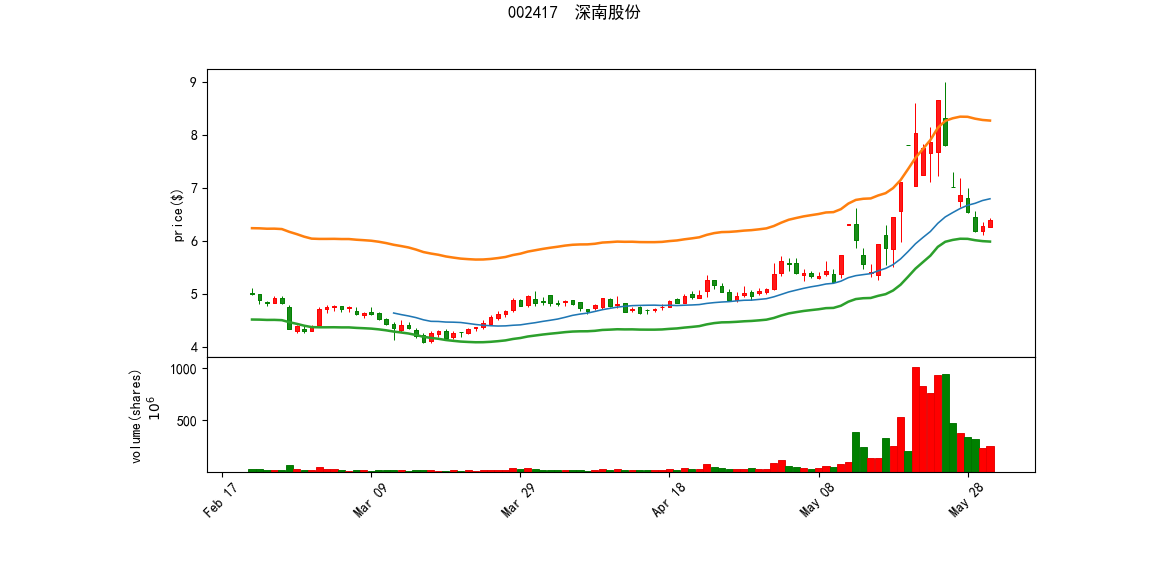 002417 深南股份
price($)
9
8
7
6
5
4
volume(shares)
10^6
1000
500
Feb 17
Mar 09
Mar 29
Apr 18
May 08
May 28